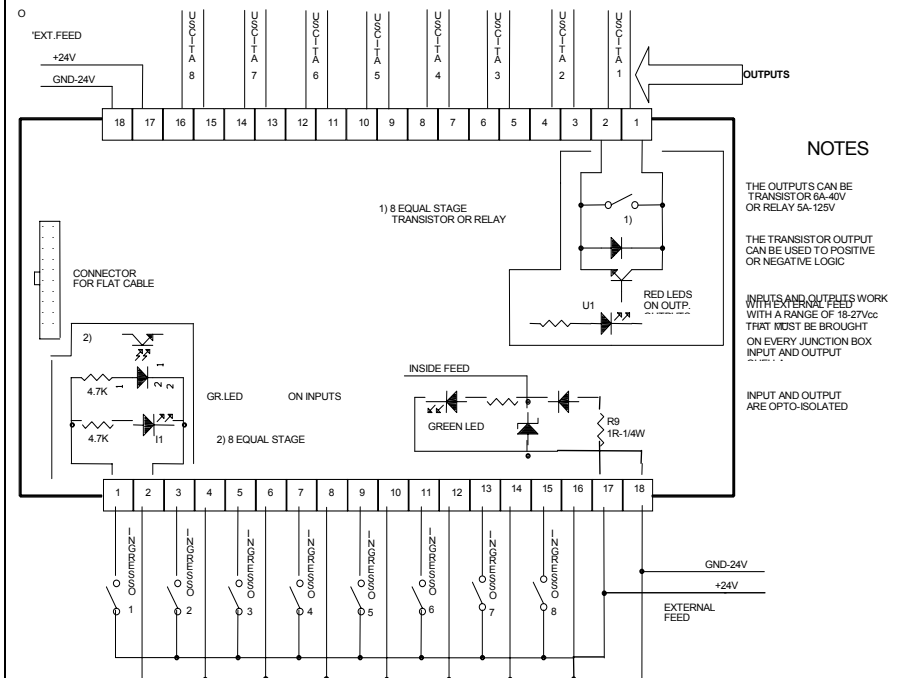 O
'EXT.FEED
+24V
GND-24V
USCITA 8
USCITA 7
USCITA 6
USCITA 5
USCITA 4
USCITA 3
USCITA 2
USCITA 1
OUTPUTS
18 17 16 15 14 13 12 11 10 9 8 7 6 5 4 3 2 1
NOTES
THE OUTPUTS CAN BE
TRANSISTOR 6A-40V
OR RELAY 5A-125V
THE TRANSISTOR OUTPUT
CAN BE USED TO POSITIVE
OR NEGATIVE LOGIC
INPUTS AND OUTPUTS WORK
WITH EXTERNAL FEED
WITH A RANGE OF 18-27Vcc
THAT MUST BE BROUGHT
ON EVERY JUNCTION BOX
INPUT AND OUTPUT
INPUT AND OUTPUT
ARE OPTO-ISOLATED
1) 8 EQUAL STAGE
TRANSISTOR OR RELAY
1)
U1
RED LEDS
ON OUTP.
CONNECTOR
FOR FLAT CABLE
2)
1
1 2 2
4.7K
4.7K
I1
GR.LED ON INPUTS
2) 8 EQUAL STAGE
INSIDE FEED
GREEN LED
R9
1R-1/4W
1 2 3 4 5 6 7 8 9 10 11 12 13 14 15 16 17 18
INGRESSO 1
INGRESSO 2
INGRESSO 3
INGRESSO 4
INGRESSO 5
INGRESSO 6
INGRESSO 7
INGRESSO 8
GND-24V
+24V
EXTERNAL
FEED